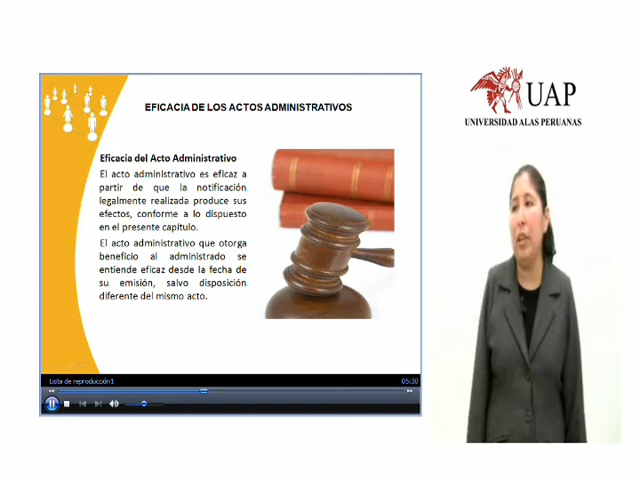 EFICACIA DE LOS ACTOS ADMINISTRATIVOS
Eficacia del Acto Administrativo
El acto administrativo es eficaz a
partir de que la notificación
legalmente realizada produce sus
efectos, conforme a lo dispuesto
en el presente capítulo.
El acto administrativo que otorga
beneficio al administrado se
entiende eficaz desde la fecha de
su emisión, salvo disposición
diferente del mismo acto.
Lista de reproducción1
05:30
UAP
UNIVERSIDAD ALAS PERUANAS